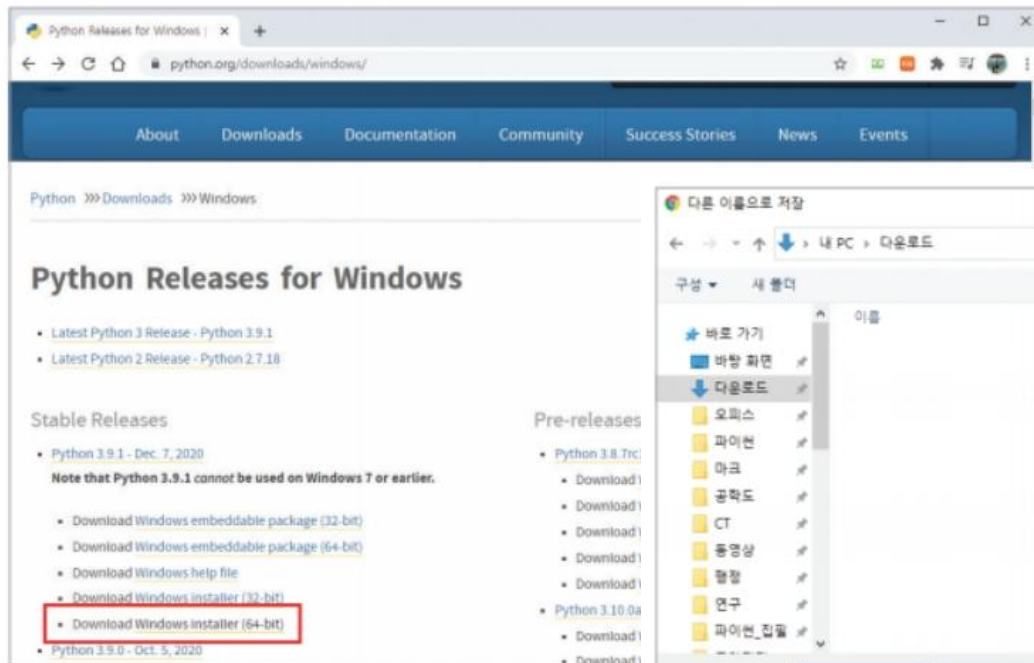 Python Releases for Windows |
python.org/downloads/windows/
About Downloads Documentation Community Success Stories News Events
Python >>> Downloads >>> Windows
Python Releases for Windows
Latest Python 3 Release - Python 3.9.1
Latest Python 2 Release - Python 2.7.18
Stable Releases
Python 3.9.1 - Dec. 7, 2020
Note that Python 3.9.1 cannot be used on Windows 7 or earlier.
Download Windows embeddable package (32-bit)
Download Windows embeddable package (64-bit)
Download Windows help file
Download Windows installer (32-bit)
Download Windows installer (64-bit)
Python 3.9.0 - Oct. 5, 2020
Pre-releases
Python 3.8.7rc
Download
Download
Download
Download
Download
Python 3.10.0a
Download
Download
다른 이름으로 저장
내 PC > 다운로드
구성 새 폴더
이름
바로 가기
바탕 화면
다운로드
오피스
파이썬
마크
공학도
CT
동영상
행정
연구
파이썬_집필